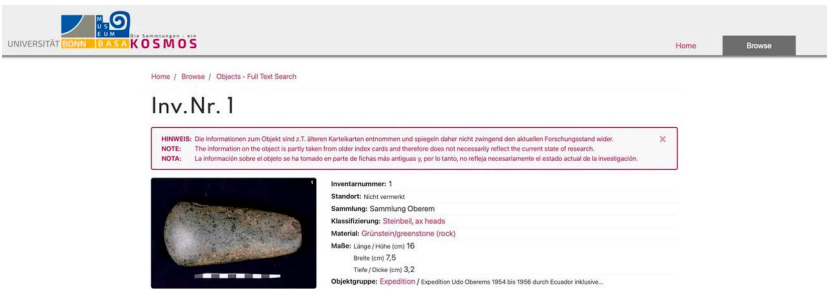 MUS
EUM
Die Sammlungen - ein
UNIVERSITÄT BONN BASA KOSMOS
Home
Browse
Home / Browse / Objects - Full Text Search
Inv.Nr. 1
HINWEIS: Die Informationen zum Objekt sind z.T. älteren Karteikarten entnommen und spiegeln daher nicht zwingend den aktuellen Forschungsstand wider.
NOTE: The information on the object is partly taken from older index cards and therefore does not necessarily reflect the current state of research.
NOTA: La información sobre el objeto se ha tomado en parte de fichas más antiguas y, por lo tanto, no refleja necesariamente el estado actual de la investigación.
1
Inventarnummer: 1
Standort: Nicht vermerkt
Sammlung: Sammlung Oberem
Klassifizierung: Steinbeil, ax heads
Material: Grünstein/greenstone (rock)
Maße: Länge / Höhe (cm) 16
Breite (cm) 7,5
Tiefe / Dicke (cm) 3,2
Objektgruppe: Expedition / Expedition Udo Oberems 1954 bis 1956 durch Ecuador inklusive...